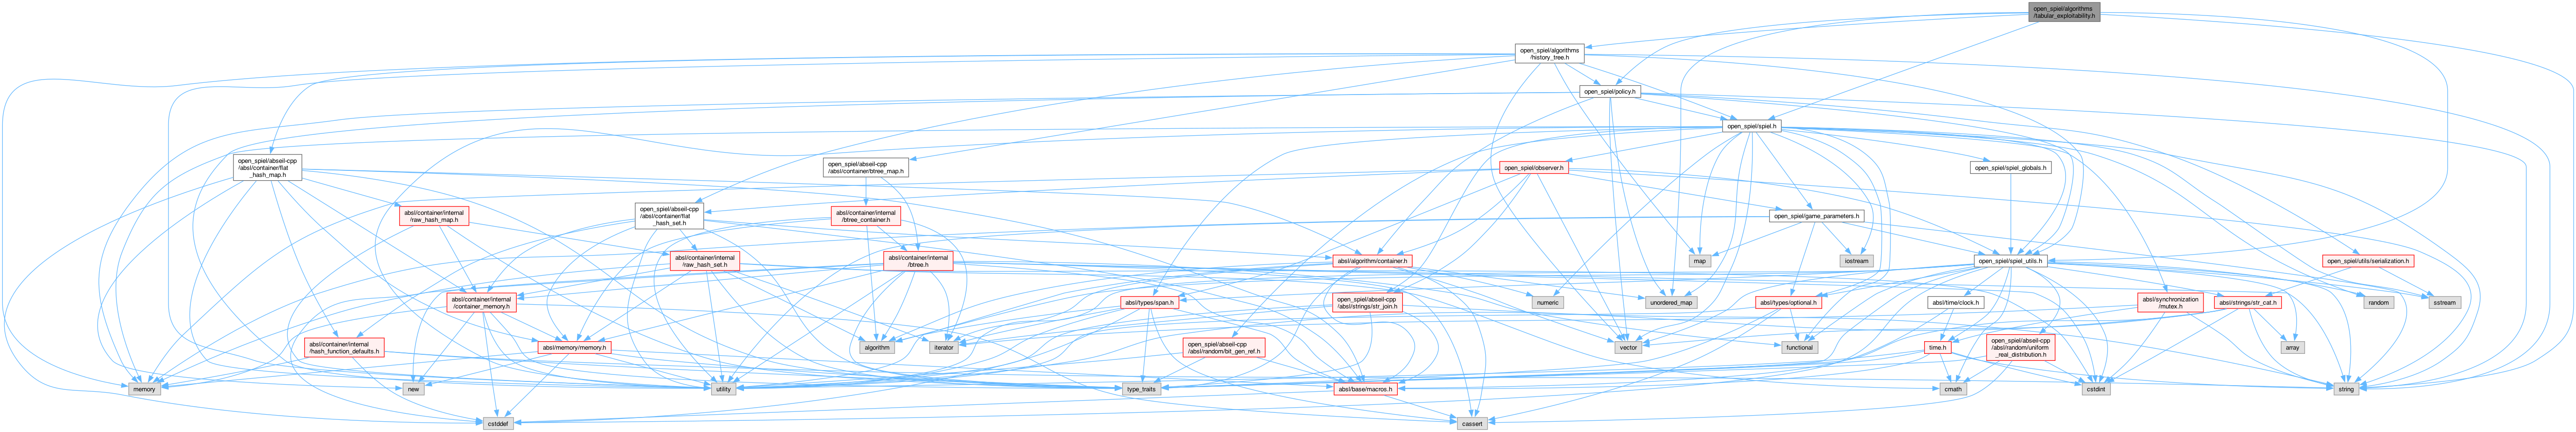 open_spiel/algorithms
/tabular_exploitability.h
open_spiel/algorithms
/history_tree.h
open_spiel/policy.h
open_spiel/spiel.h
open_spiel/abseil-cpp
/absl/container/flat
_hash_map.h
open_spiel/abseil-cpp
/absl/container/btree_map.h
open_spiel/observer.h
open_spiel/spiel_globals.h
absl/container/internal
/raw_hash_map.h
open_spiel/abseil-cpp
/absl/container/flat
_hash_set.h
absl/container/internal
/btree_container.h
open_spiel/game_parameters.h
absl/container/internal
/raw_hash_set.h
absl/container/internal
/btree.h
absl/algorithm/container.h
map
iostream
open_spiel/spiel_utils.h
open_spiel/utils/serialization.h
absl/container/internal
/container_memory.h
absl/types/span.h
open_spiel/abseil-cpp
/absl/strings/str_join.h
numeric
unordered_map
absl/types/optional.h
absl/time/clock.h
absl/synchronization
/mutex.h
absl/strings/str_cat.h
random
sstream
absl/container/internal
/hash_function_defaults.h
absl/memory/memory.h
algorithm
iterator
open_spiel/abseil-cpp
/absl/random/bit_gen_ref.h
vector
functional
time.h
open_spiel/abseil-cpp
/absl/random/uniform
_real_distribution.h
array
memory
new
utility
type_traits
absl/base/macros.h
cmath
cstdint
string
cstddef
cassert